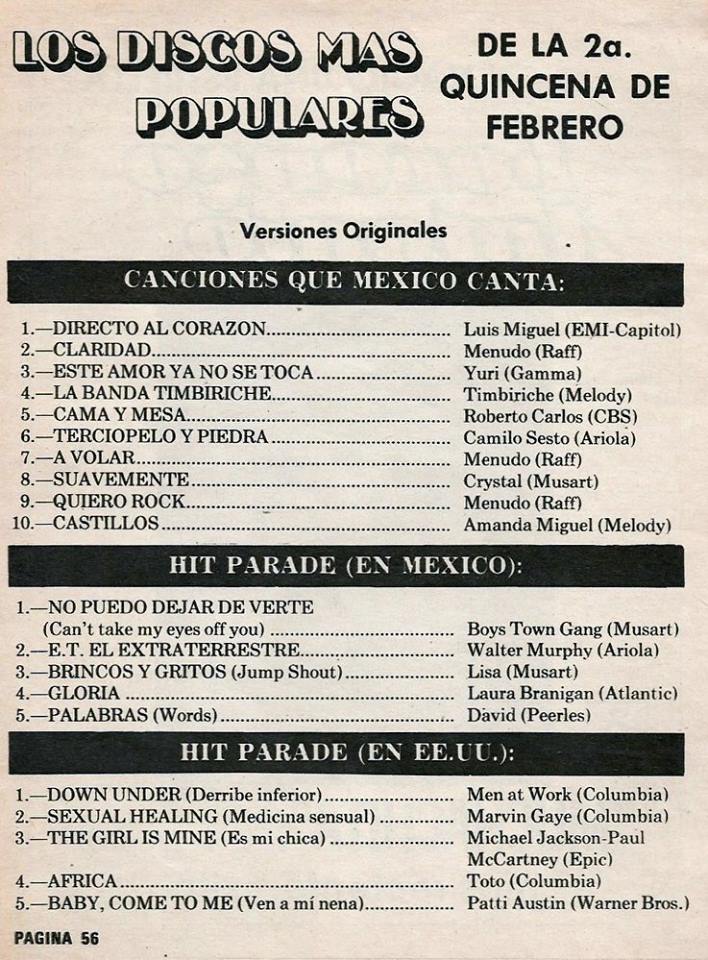 LOS DISCOS MAS POPULARES
DE LA 2a. QUINCENA DE FEBRERO
Versiones Originales
CANCIONES QUE MEXICO CANTA:
1.—DIRECTO AL CORAZON.................................. Luis Miguel (EMI-Capitol)
2.—CLARIDAD...................................................... Menudo (Raff)
3.—ESTE AMOR YA NO SE TOCA ........................ Yuri (Gamma)
4.—LA BANDA TIMBIRICHE................................ Timbiriche (Melody)
5.—CAMA Y MESA................................................ Roberto Carlos (CBS)
6.—TERCIOPELO Y PIEDRA ................................ Camilo Sesto (Ariola)
7.—A VOLAR......................................................... Menudo (Raff)
8.—SUAVEMENTE ............................................... Crystal (Musart)
9.—QUIERO ROCK................................................ Menudo (Raff)
10.—CASTILLOS ................................................... Amanda Miguel (Melody)
HIT PARADE (EN MEXICO):
1.—NO PUEDO DEJAR DE VERTE
(Can't take my eyes off you) ................................ Boys Town Gang (Musart)
2.—E.T. EL EXTRATERRESTRE........................... Walter Murphy (Ariola)
3.—BRINCOS Y GRITOS (Jump Shout).................... Lisa (Musart)
4.—GLORIA .......................................................... Laura Branigan (Atlantic)
5.—PALABRAS (Words)......................................... David (Peerles)
HIT PARADE (EN EE.UU.):
1.—DOWN UNDER (Derribe inferior)....................... Men at Work (Columbia)
2.—SEXUAL HEALING (Medicina sensual) ............. Marvin Gaye (Columbia)
3.—THE GIRL IS MINE (Es mi chica) ...................... Michael Jackson-Paul
McCartney (Epic)
4.—AFRICA........................................................... Toto (Columbia)
5.—BABY, COME TO ME (Ven a mí nena)................ Patti Austin (Warner Bros.)
PAGINA 56